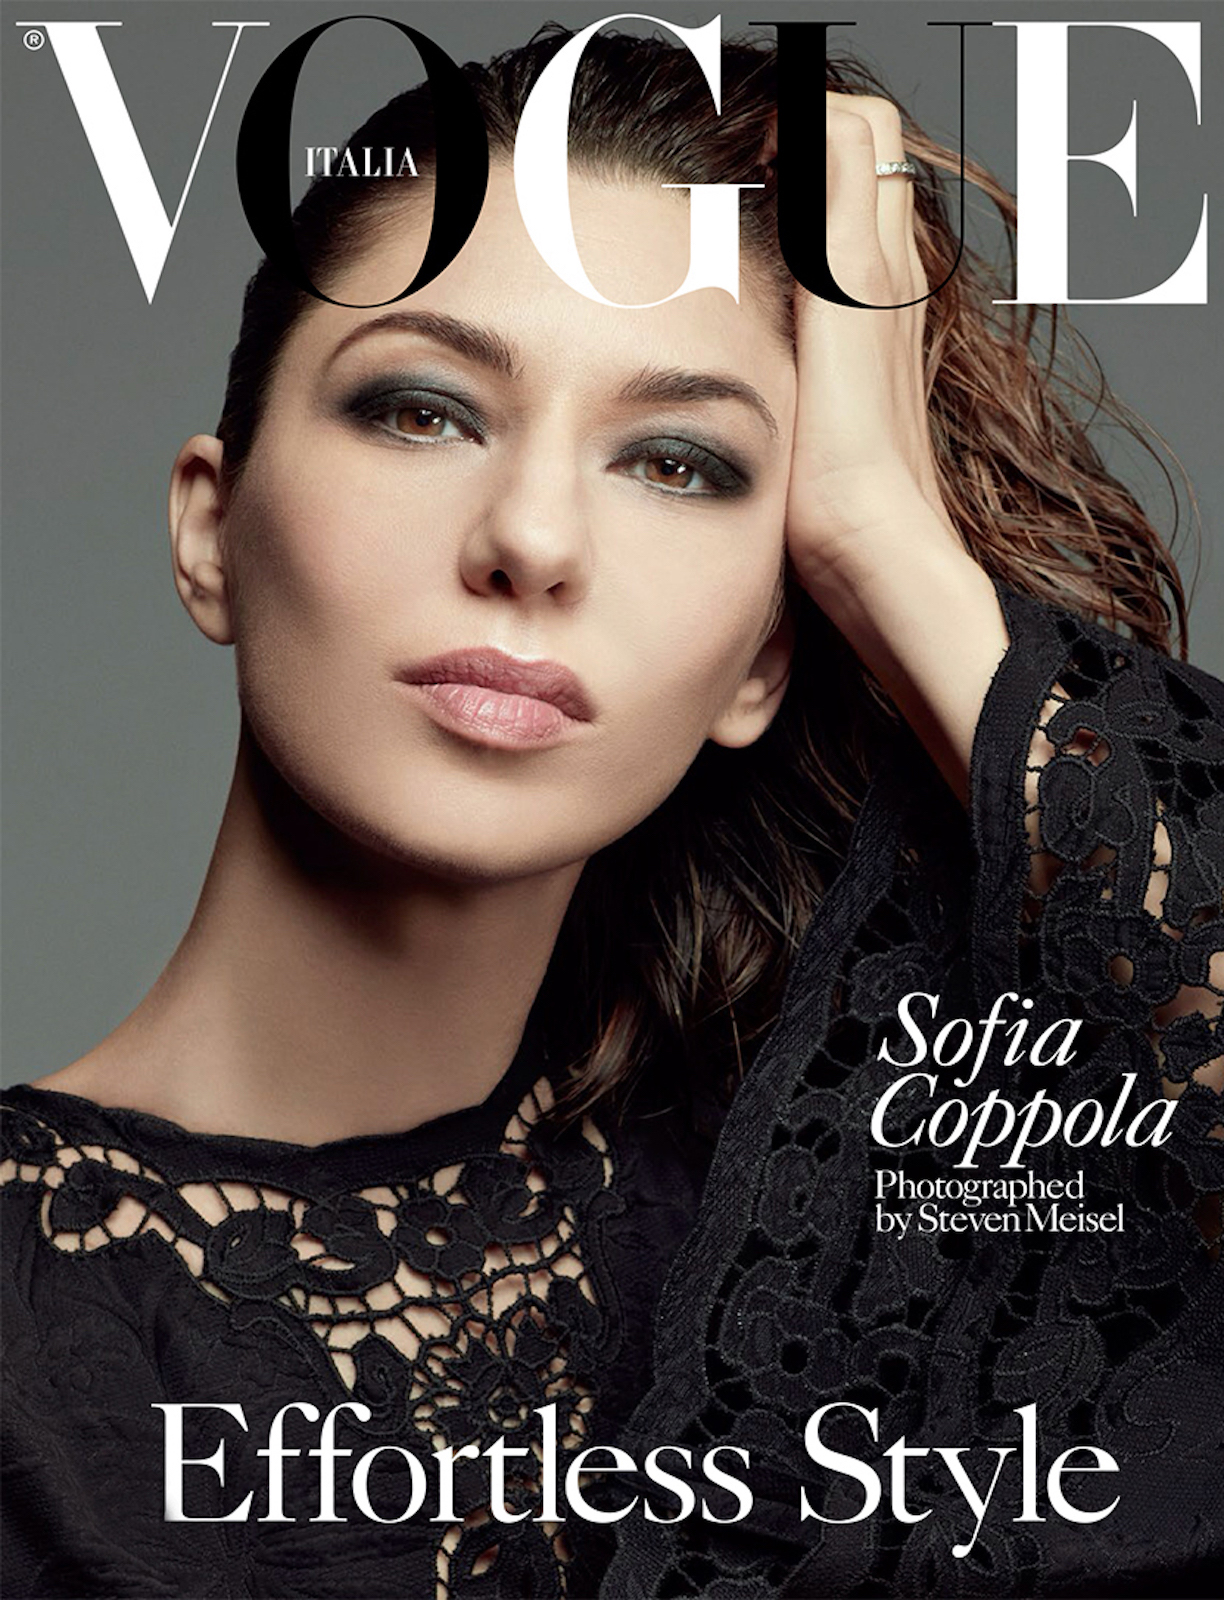 ®
VOGUE
ITALIA
Sofia
Coppola
Photographed
by Steven Meisel
Effortless Style